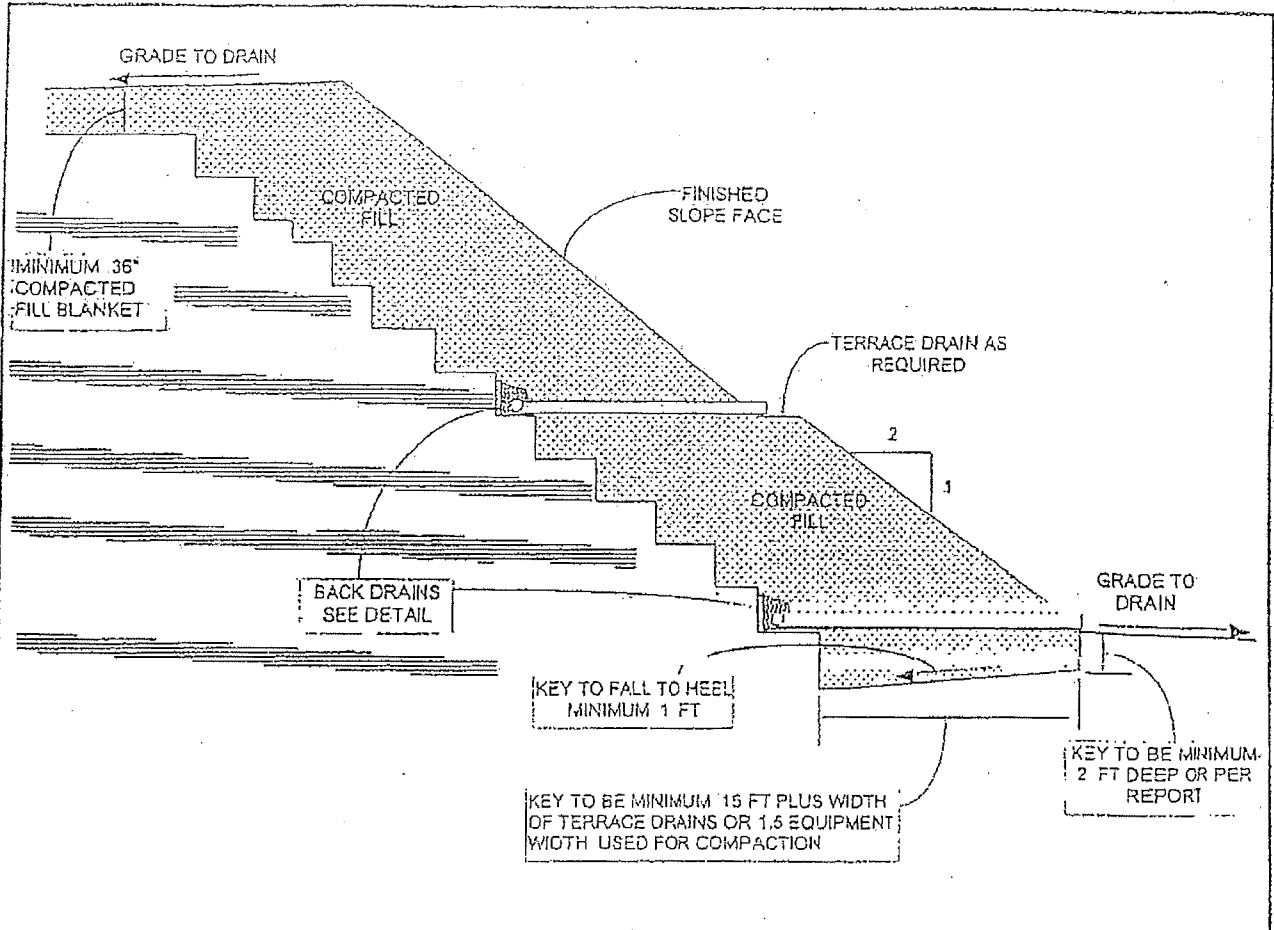 GRADE TO DRAIN
COMPACTED
FILL
FINISHED
SLOPE FACE
MINIMUM 36"
COMPACTED
FILL BLANKET
TERRACE DRAIN AS
REQUIRED
2
1
COMPACTED
FILL
BACK DRAINS
SEE DETAIL
GRADE TO
DRAIN
KEY TO FALL TO HEEL
MINIMUM 1 FT
KEY TO BE MINIMUM
2 FT DEEP OR PER
REPORT
KEY TO BE MINIMUM 15 FT PLUS WIDTH
OF TERRACE DRAINS OR 1.5 EQUIPMENT
WIDTH USED FOR COMPACTION